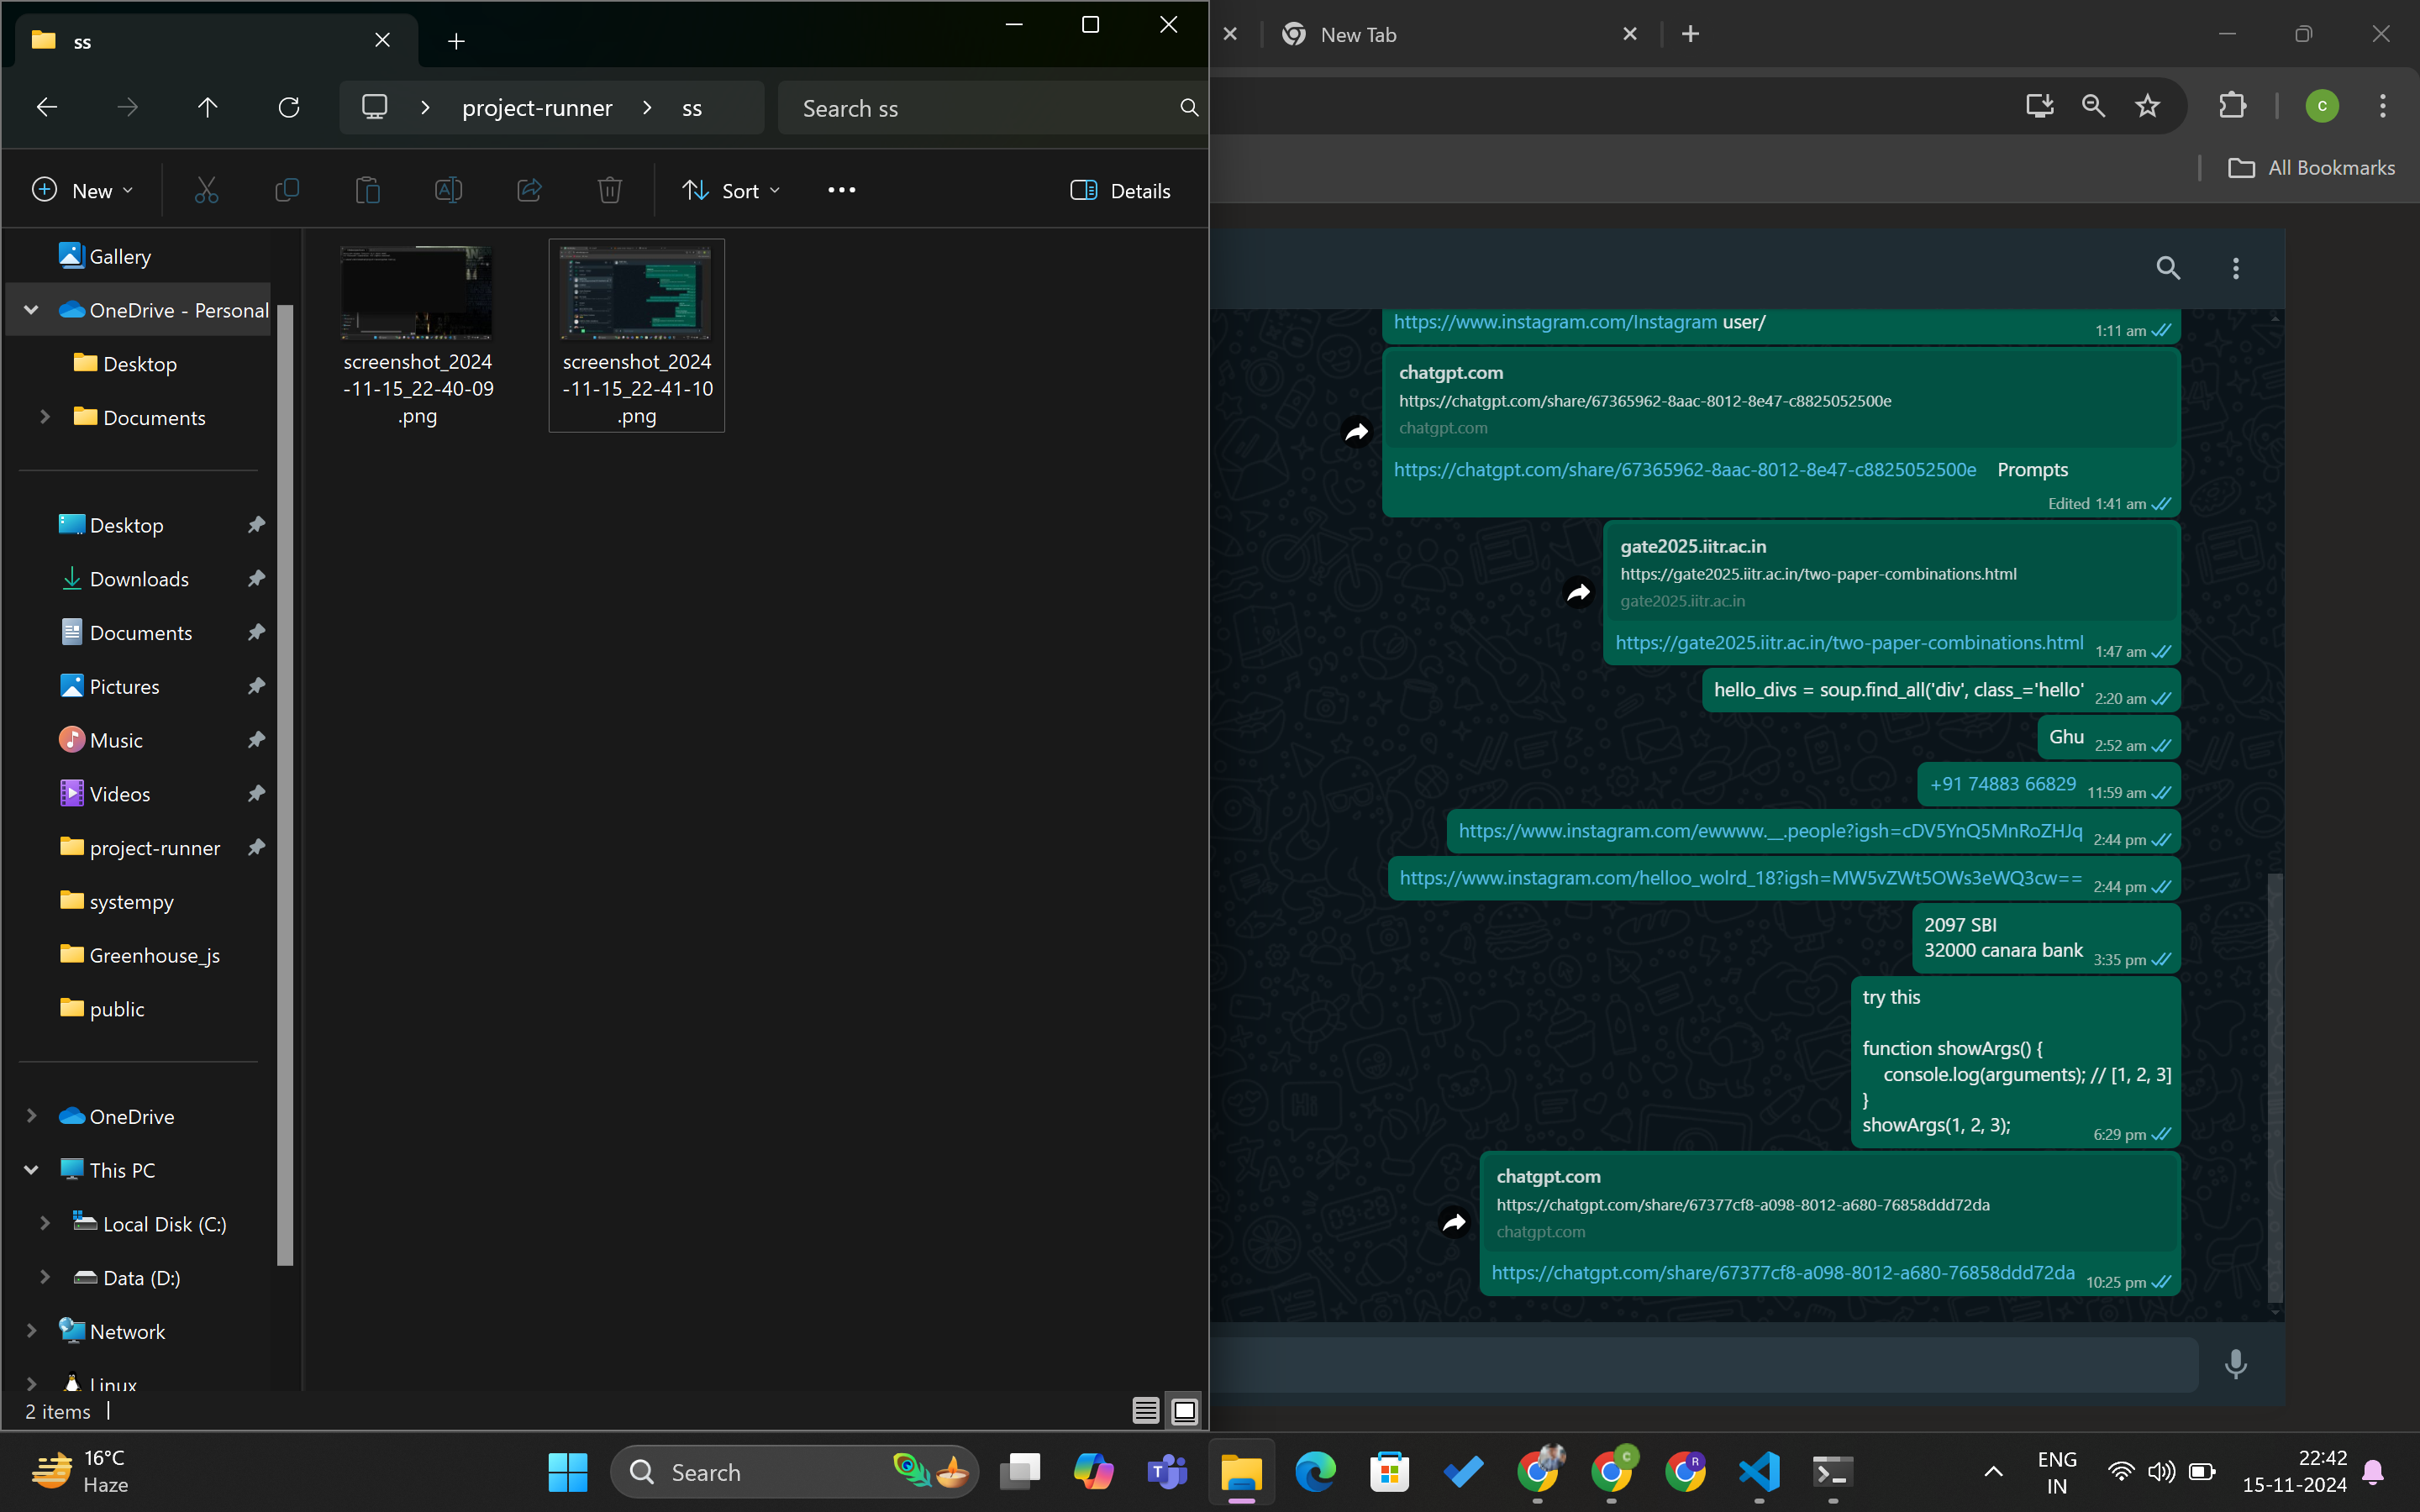 ss
project-runner
ss
Search ss
New
Sort
Details
Gallery
OneDrive - Personal
Desktop
Documents
Desktop
Downloads
Documents
Pictures
Music
Videos
project-runner
systempy
Greenhouse_js
public
OneDrive
This PC
Local Disk (C:)
Data (D:)
Network
Linux
screenshot_2024
-11-15_22-40-09
.png
screenshot_2024
-11-15_22-41-10
.png
2 items
New Tab
C
All Bookmarks
https://www.instagram.com/Instagram user/
1:11 am
chatgpt.com
https://chatgpt.com/share/67365962-8aac-8012-8e47-c8825052500e
chatgpt.com
https://chatgpt.com/share/67365962-8aac-8012-8e47-c8825052500e Prompts
Edited 1:41 am
gate2025.iitr.ac.in
https://gate2025.iitr.ac.in/two-paper-combinations.html
gate2025.iitr.ac.in
https://gate2025.iitr.ac.in/two-paper-combinations.html
1:47 am
hello_divs = soup.find_all('div', class_='hello'
2:20 am
Ghu
2:52 am
+91 74883 66829
11:59 am
https://www.instagram.com/ewwww.__.people?igsh=cDV5YnQ5MnRoZHJq
2:44 pm
https://www.instagram.com/helloo_wolrd_18?igsh=MW5vZWt5OWs3eWQ3cw==
2:44 pm
2097 SBI
32000 canara bank
3:35 pm
try this
function showArgs() {
console.log(arguments); // [1, 2, 3]
}
showArgs(1, 2, 3);
6:29 pm
chatgpt.com
https://chatgpt.com/share/67377cf8-a098-8012-a680-76858ddd72da
chatgpt.com
https://chatgpt.com/share/67377cf8-a098-8012-a680-76858ddd72da
10:25 pm
16°C
Haze
Search
T
C
R
ENG
IN
22:42
15-11-2024